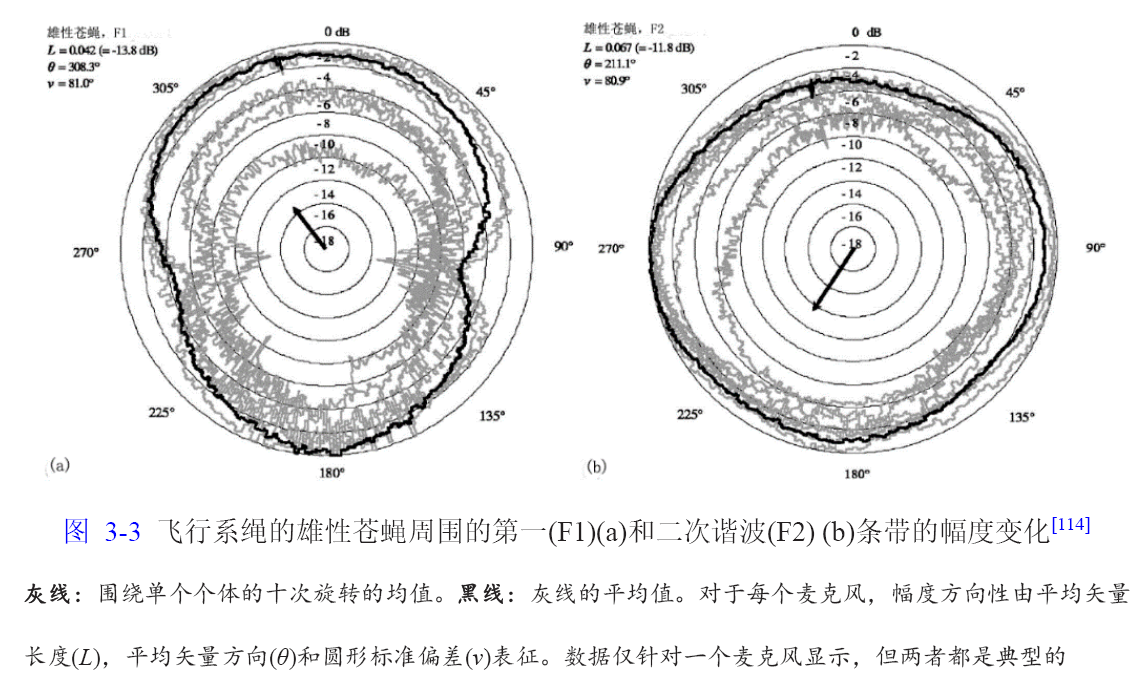 雄性苍蝇，F1
L = 0.042 (= -13.8 dB)
θ = 308.3°
v = 81.0°
0 dB
-2
-4
-6
-8
-10
-12
-14
-16
-18
305°
45°
270°
90°
225°
135°
180°
(a)
雄性苍蝇，F2
L = 0.067 (= -11.8 dB)
θ = 211.1°
v = 80.9°
0 dB
-2
-4
-6
-8
-10
-12
-14
-16
-18
305°
45°
270°
90°
225°
135°
180°
(b)
图 3-3 飞行系绳的雄性苍蝇周围的第一(F1)(a)和二次谐波(F2) (b)条带的幅度变化[114]
灰线：围绕单个个体的十次旋转的均值。黑线：灰线的平均值。对于每个麦克风，幅度方向性由平均矢量
长度(L)，平均矢量方向(θ)和圆形标准偏差(v)表征。数据仅针对一个麦克风显示，但两者都是典型的